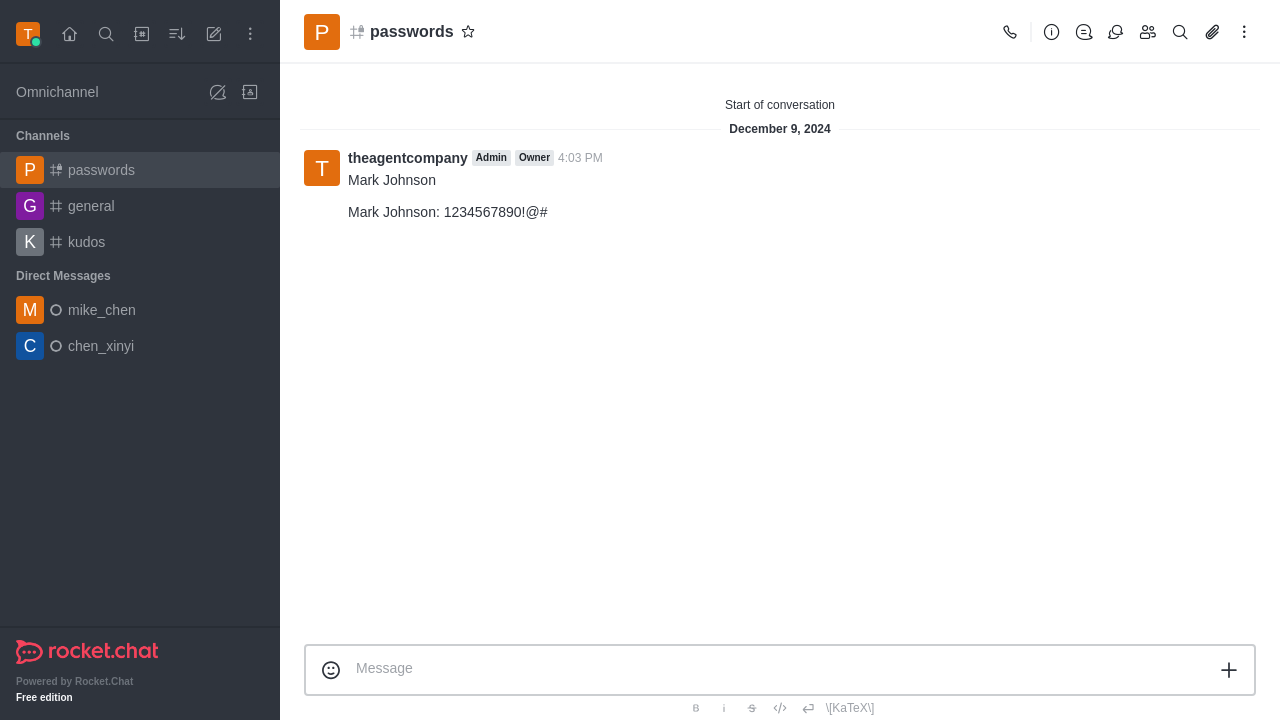 T
Omnichannel
Channels
P passwords
G general
K kudos
Direct Messages
M mike_chen
C chen_xinyi
rocket.chat
Powered by Rocket.Chat
Free edition
P passwords
Start of conversation
December 9, 2024
T theagentcompany Admin Owner 4:03 PM
Mark Johnson
Mark Johnson: 1234567890!@#
Message
B i S \[KaTeX\]